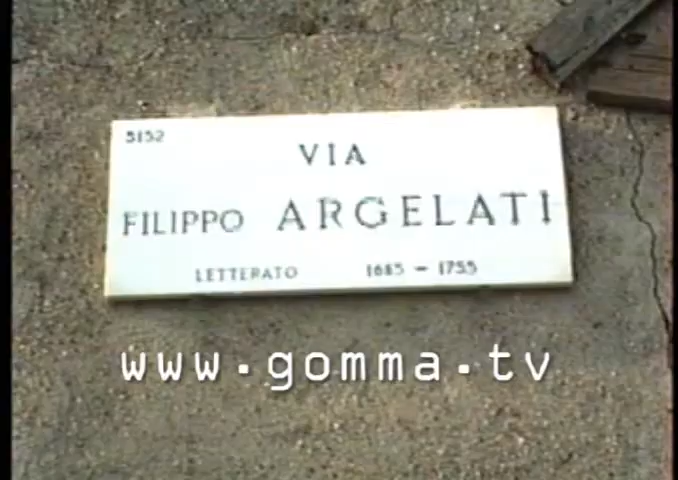 5152
VIA
FILIPPO ARGELATI
LETTERATO 1685 - 1755
www.gomma.tv